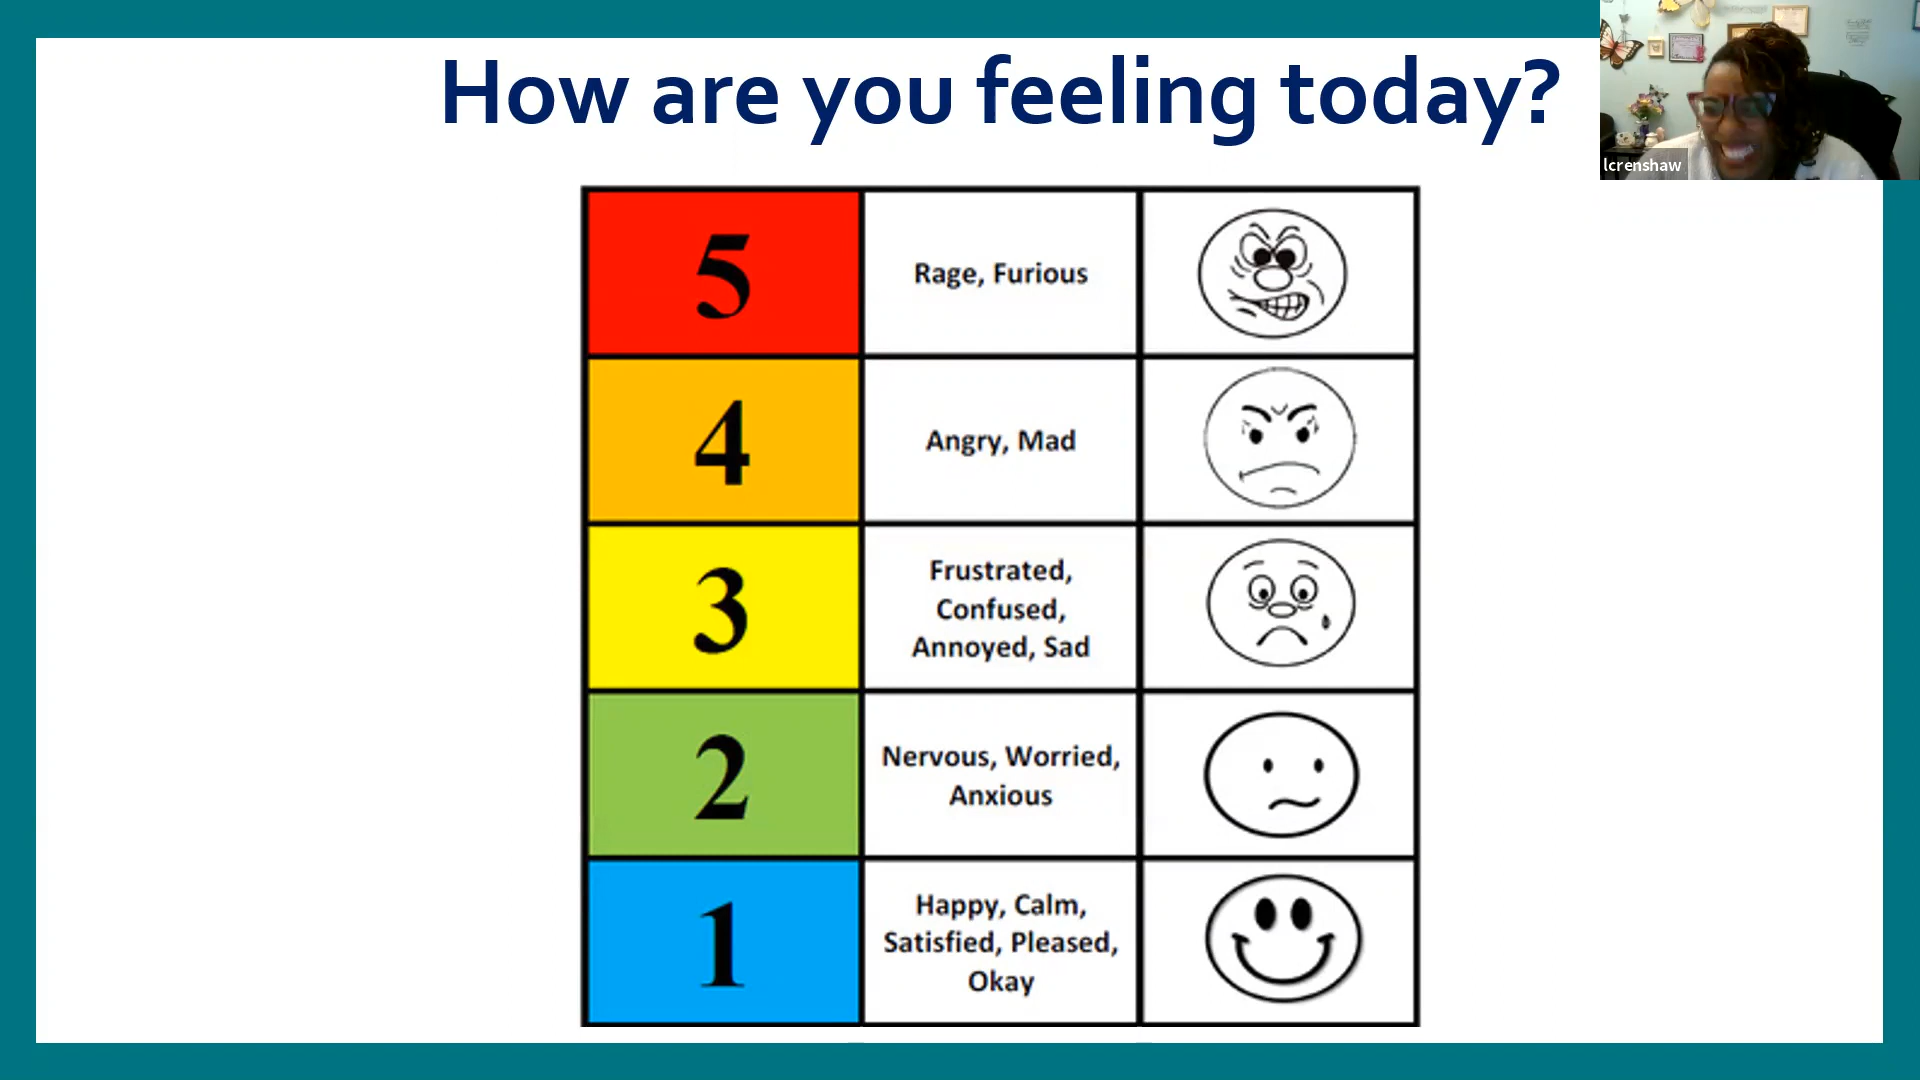 How are you feeling today?
lcrenshaw
5
Rage, Furious
4
Angry, Mad
3
Frustrated,
Confused,
Annoyed, Sad
2
Nervous, Worried,
Anxious
1
Happy, Calm,
Satisfied, Pleased,
Okay